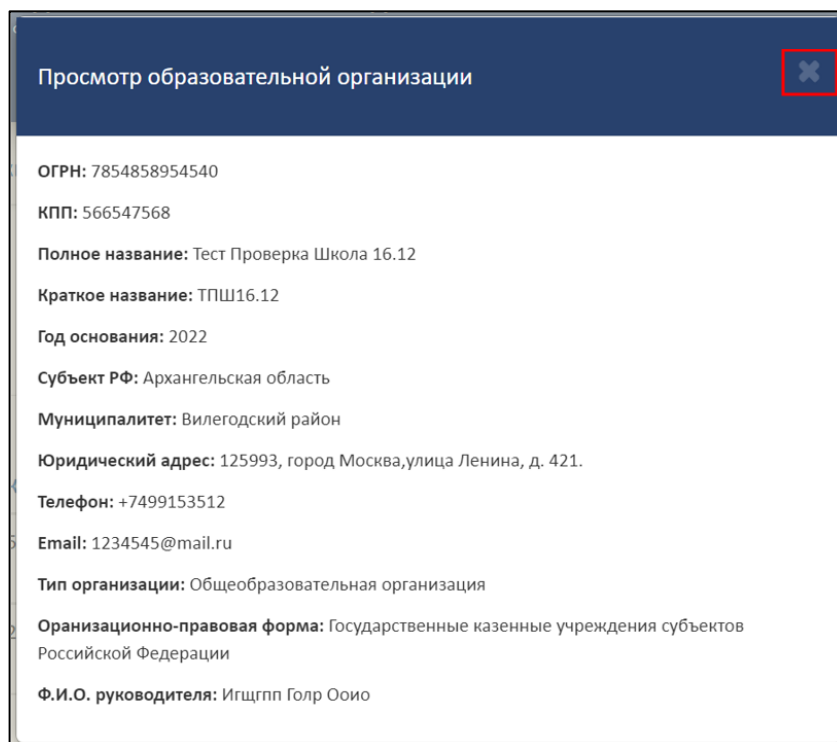 Просмотр образовательной организации
ОГРН: 7854858954540
КПП: 566547568
Полное название: Тест Проверка Школа 16.12
Краткое название: ТПШ16.12
Год основания: 2022
Субъект РФ: Архангельская область
Муниципалитет: Вилегодский район
Юридический адрес: 125993, город Москва,улица Ленина, д. 421.
Телефон: +7499153512
Email: 1234545@mail.ru
Тип организации: Общеобразовательная организация
Оранизационно-правовая форма: Государственные казенные учреждения субъектов
Российской Федерации
Ф.И.О. руководителя: Игщгпп Голр Ооио